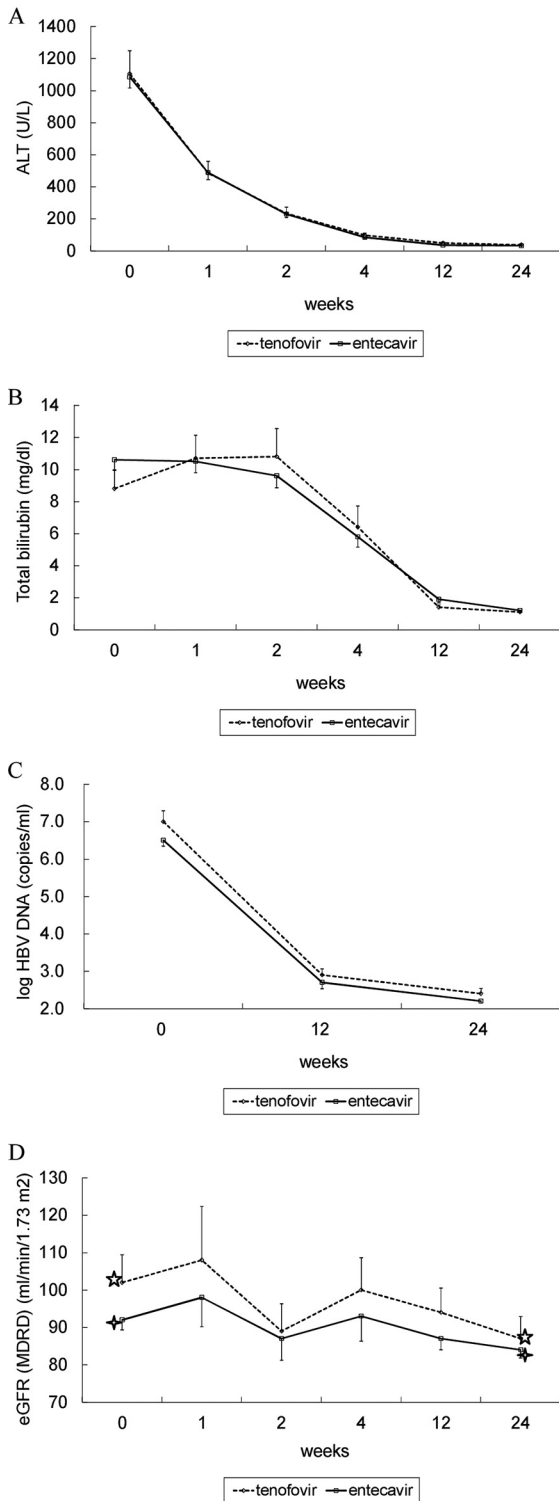 A
1400
1200
1000
800
600
400
200
0
ALT (U/L)
0 1 2 4 12 24
weeks
tenofovir entecavir
B
14
12
10
8
6
4
2
0
Total bilirubin (mg/dl)
0 1 2 4 12 24
weeks
tenofovir entecavir
C
8.0
7.0
6.0
5.0
4.0
3.0
2.0
log HBV DNA (copies/ml)
0 12 24
weeks
tenofovir entecavir
D
130
120
110
100
90
80
70
eGFR (MDRD) (ml/min/1.73 m2)
0 1 2 4 12 24
weeks
tenofovir entecavir